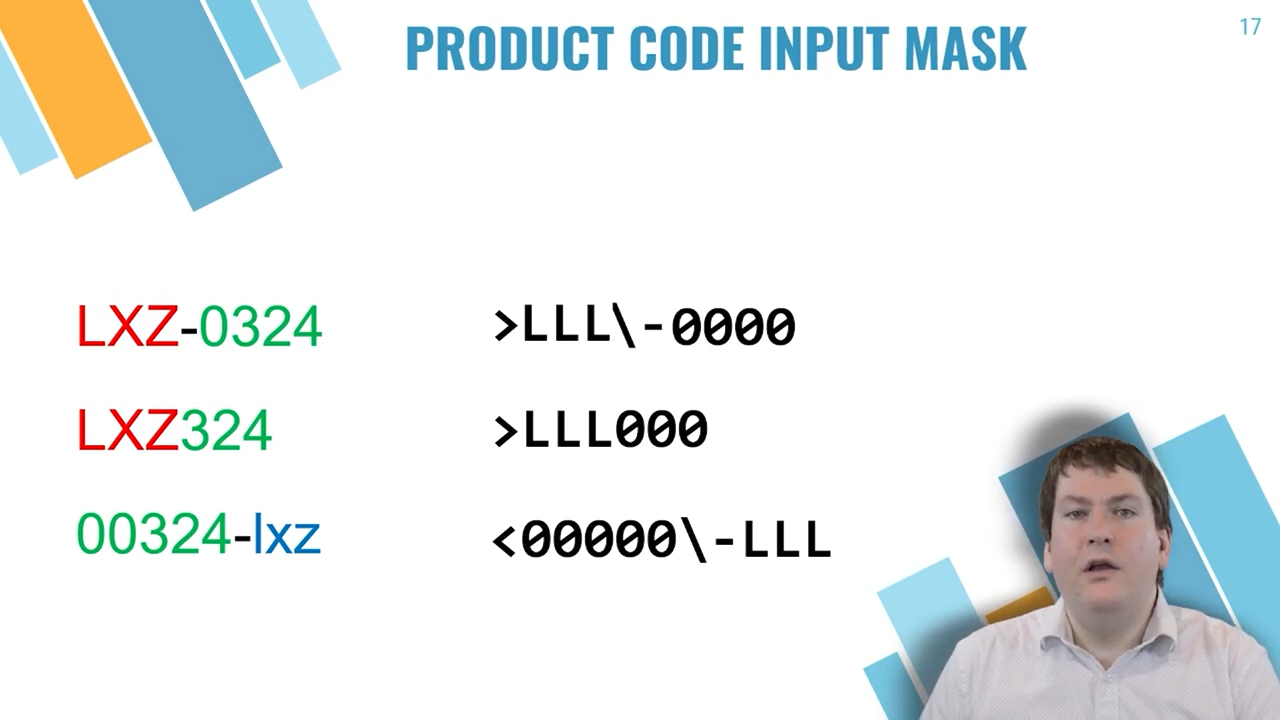 PRODUCT CODE INPUT MASK
17
LXZ-0324 >LLL\-0000
LXZ324 >LLL000
00324-lxz <00000\-LLL